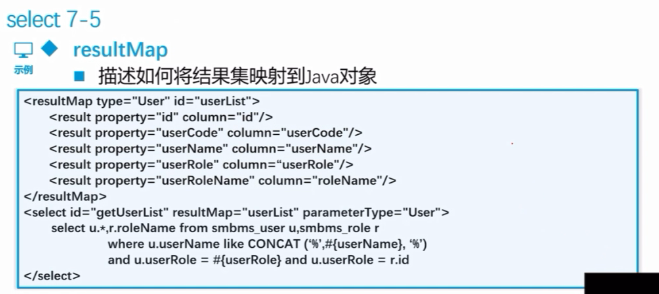 select 7-5
resultMap
示例
描述如何将结果集映射到Java对象
<resultMap type="User" id="userList">
<result property="id" column="id"/>
<result property="userCode" column="userCode"/>
<result property="userName" column="userName"/>
<result property="userRole" column="userRole"/>
<result property="userRoleName" column="roleName"/>
</resultMap>
<select id="getUserList" resultMap="userList" parameterType="User">
select u.*,r.roleName from smbms_user u,smbms_role r
where u.userName like CONCAT ('%',#{userName}, '%')
and u.userRole = #{userRole} and u.userRole = r.id
</select>